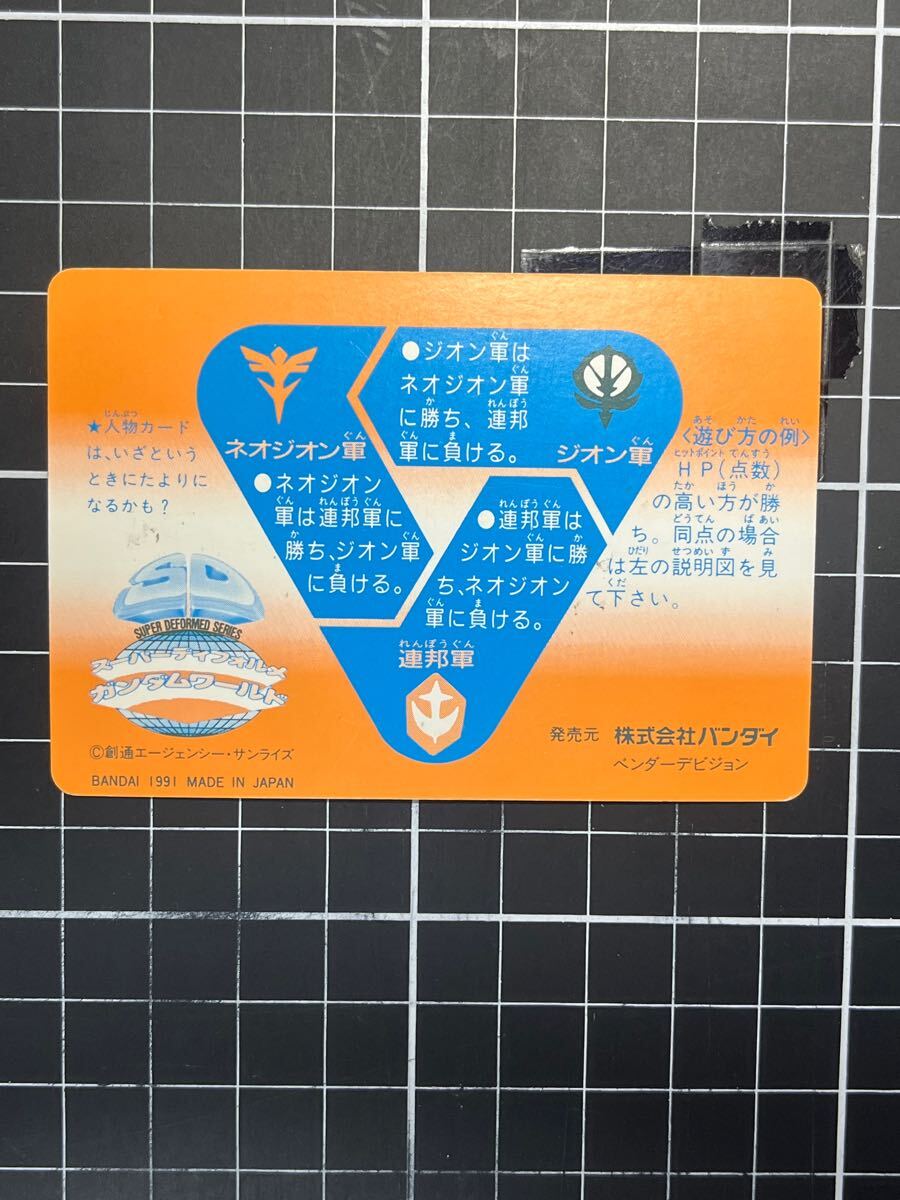 ★人物カード
は、いざという
ときにたよりに
なるかも？
ネオジオン軍
●ジオン軍は
ネオジオン軍
に勝ち、連邦
軍に負ける。
ジオン軍
●ネオジオン
軍は連邦軍に
勝ち、ジオン軍
に負ける。
●連邦軍は
ジオン軍に勝
ち、ネオジオン
軍に負ける。
連邦軍
〈遊び方の例〉
HP(点数)
の高い方が勝
ち。同点の場合
は左の説明図を見
て下さい。
SD
SUPER DEFORMED SERIES
スーパーディフォルメ
ガンダムワールド
©創通エージェンシー・サンライズ
BANDAI 1991 MADE IN JAPAN
発売元 株式会社バンダイ
ベンダーデビジョン